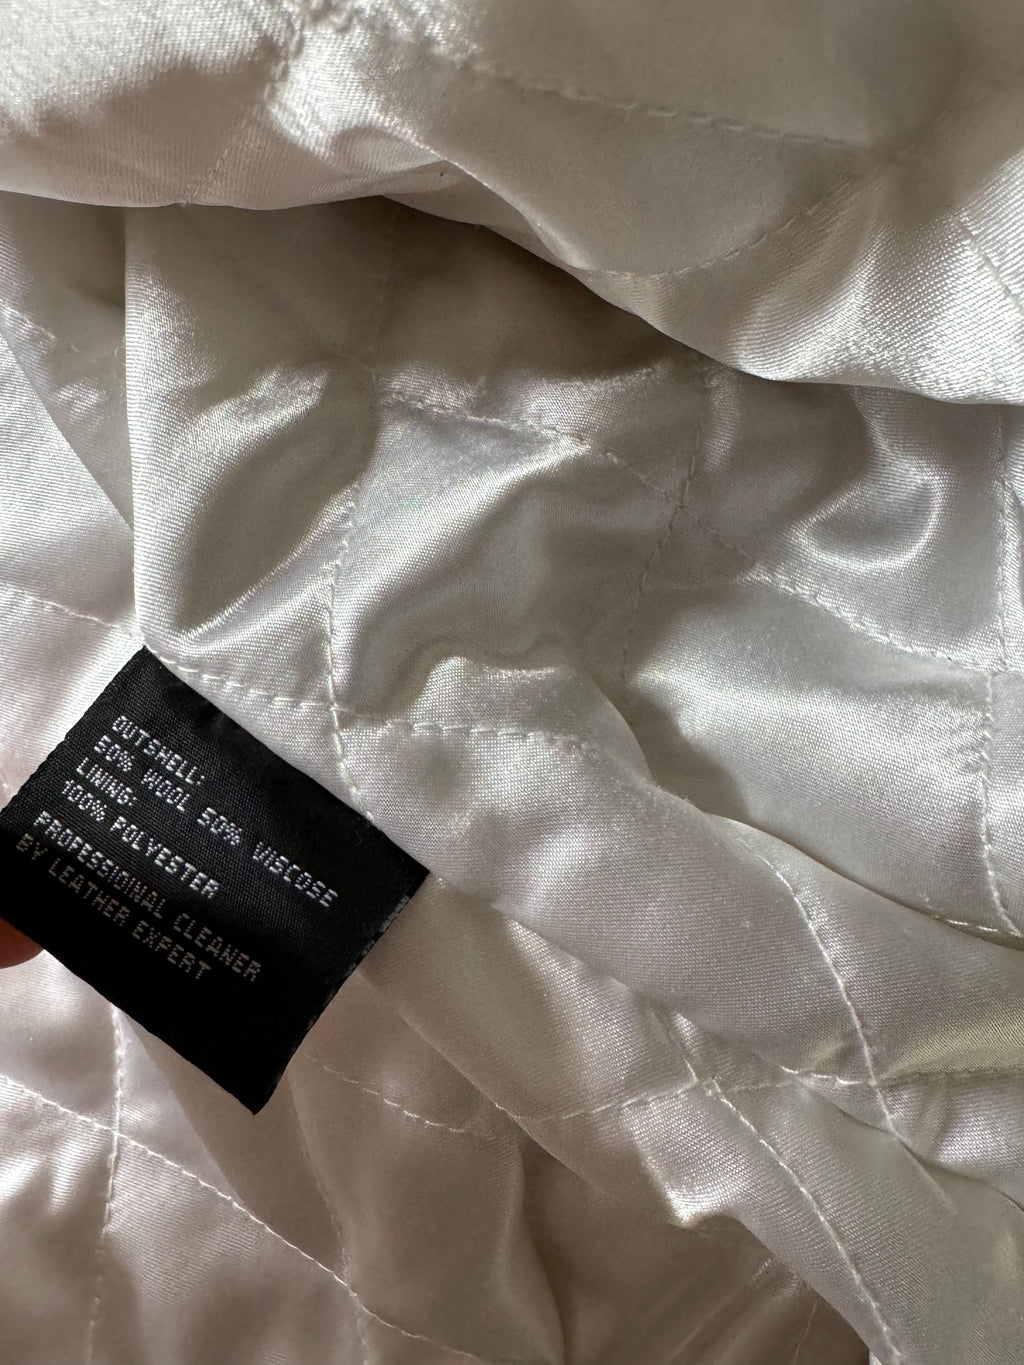 OUTSHELL:
50% WOOL 50% VISCOSE
LINING:
100% POLYESTER
PROFESSIONAL CLEANER
BY LEATHER EXPERT